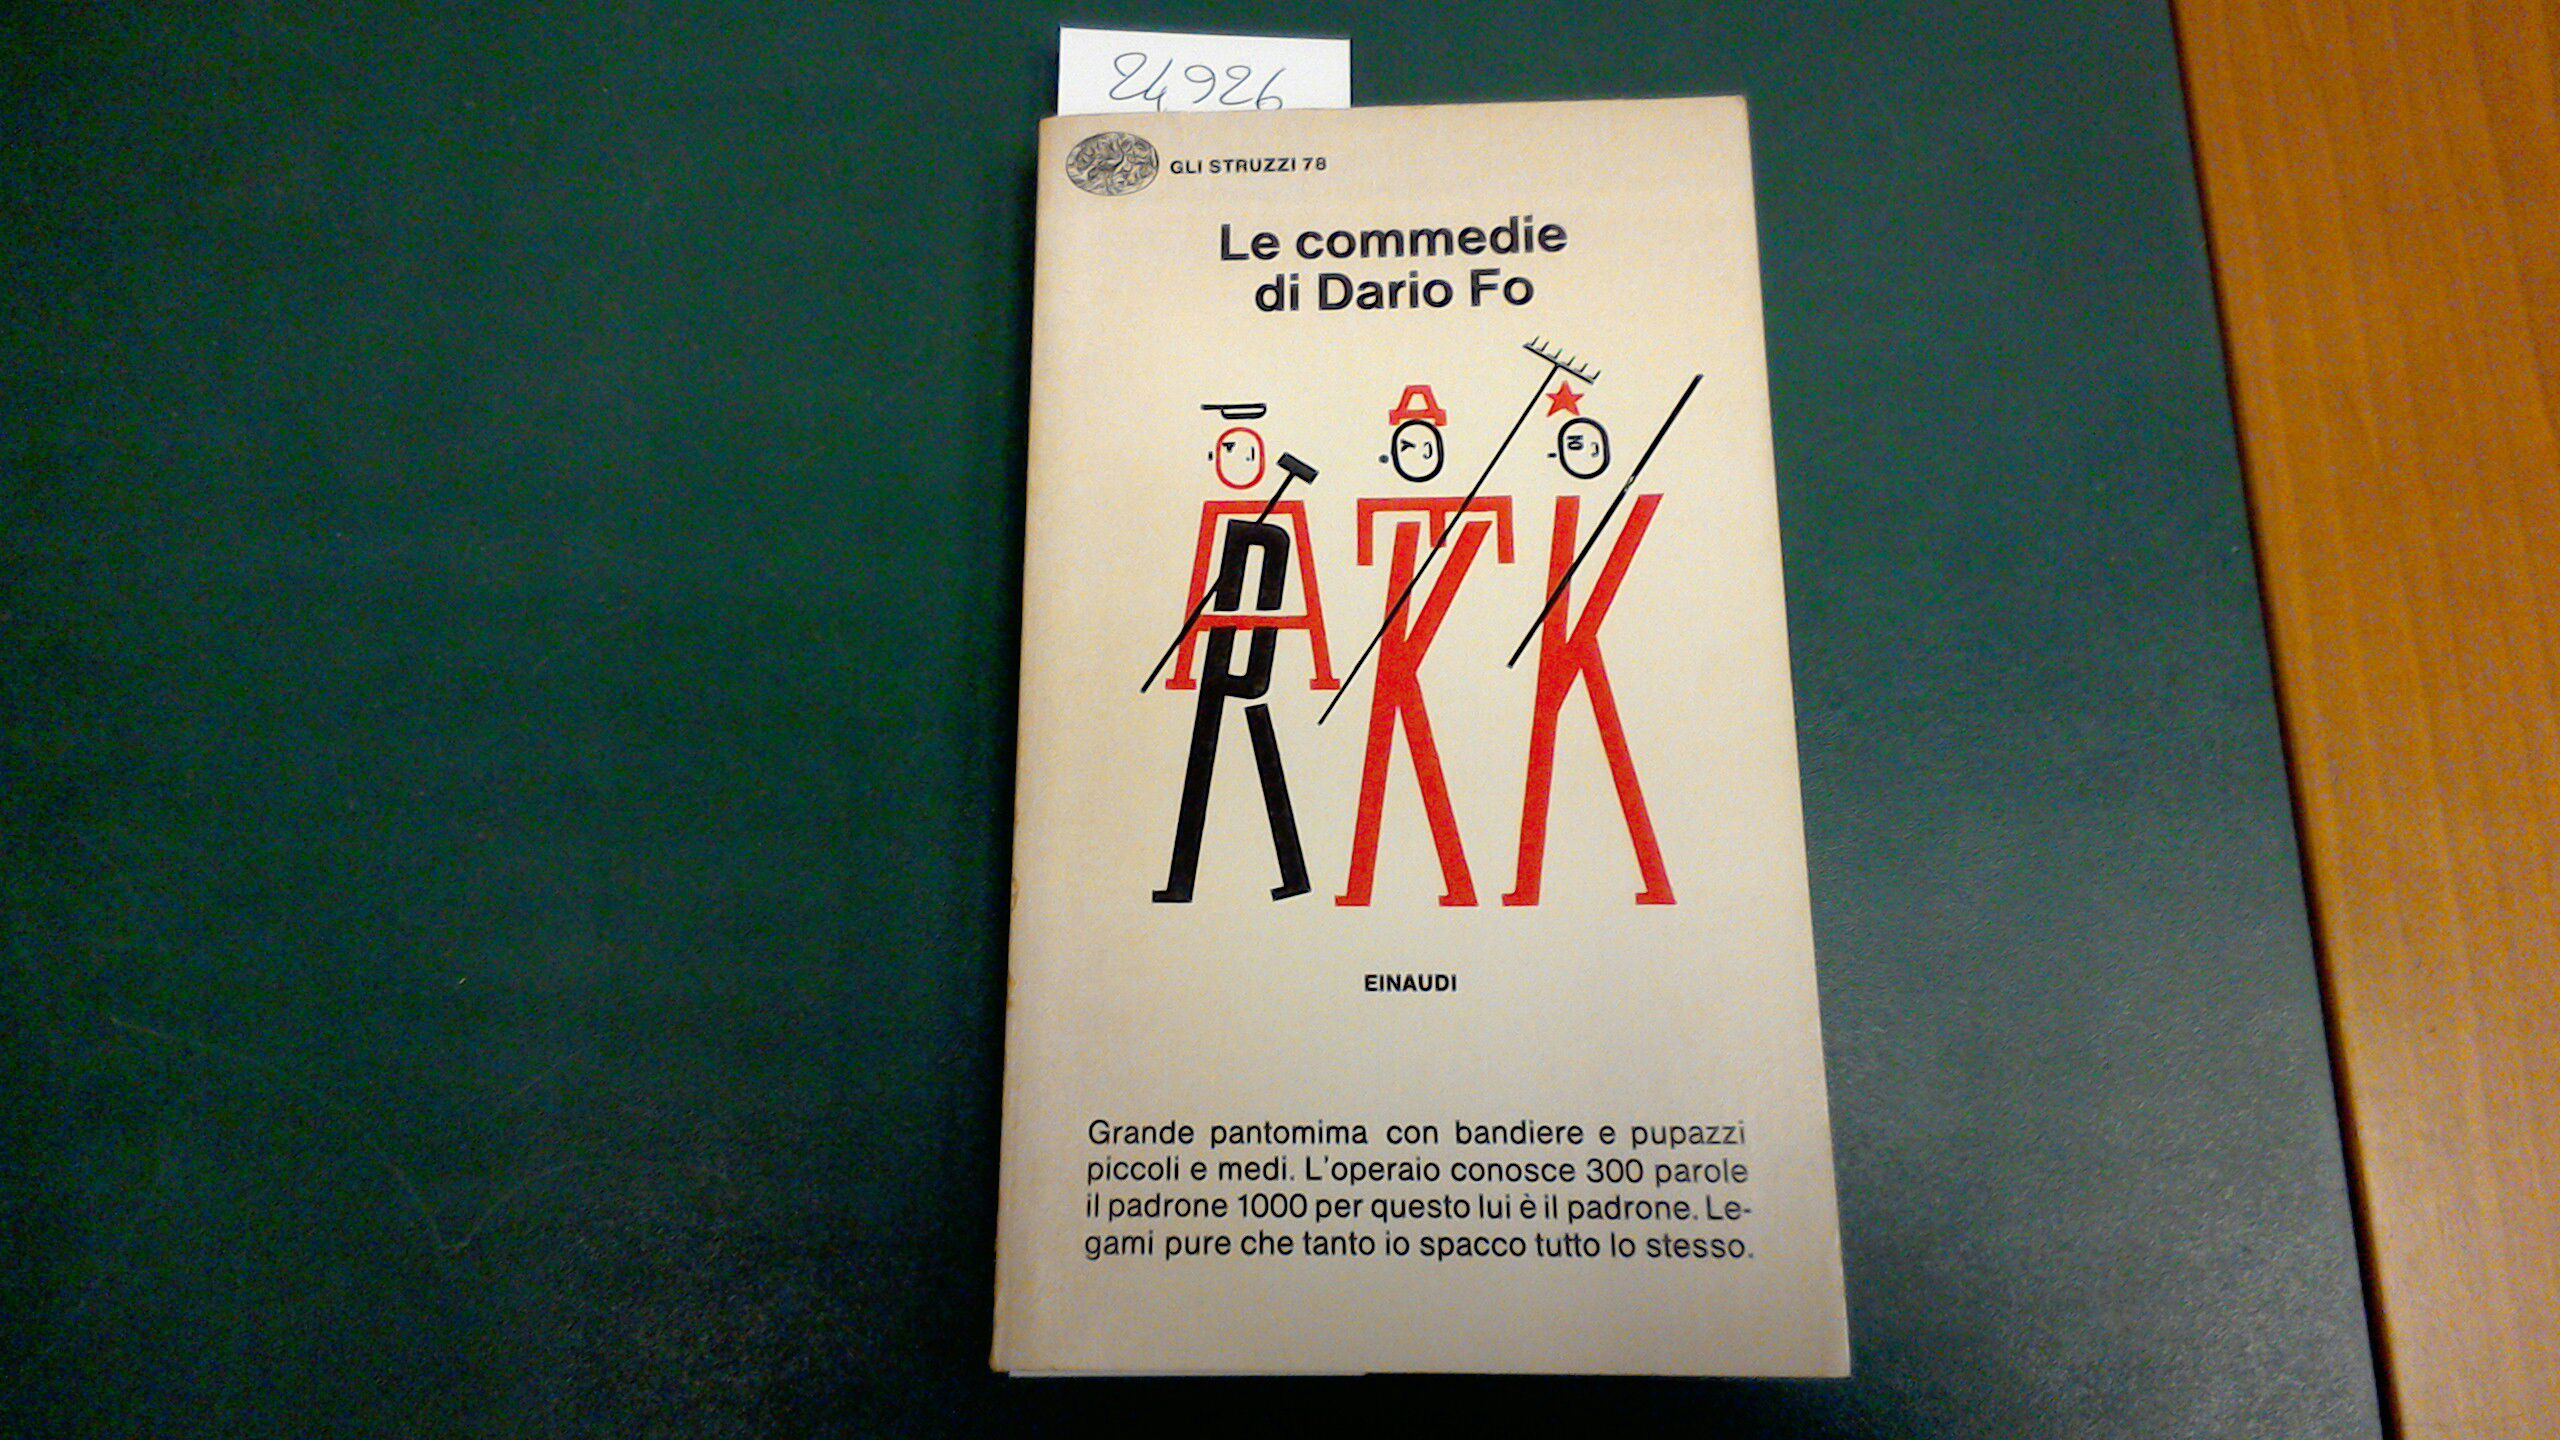 24926
GLI STRUZZI 78
Le commedie
di Dario Fo
EINAUDI
Grande pantomima con bandiere e pupazzi
piccoli e medi. L'operaio conosce 300 parole
il padrone 1000 per questo lui è il padrone. Le-
gami pure che tanto io spacco tutto lo stesso.